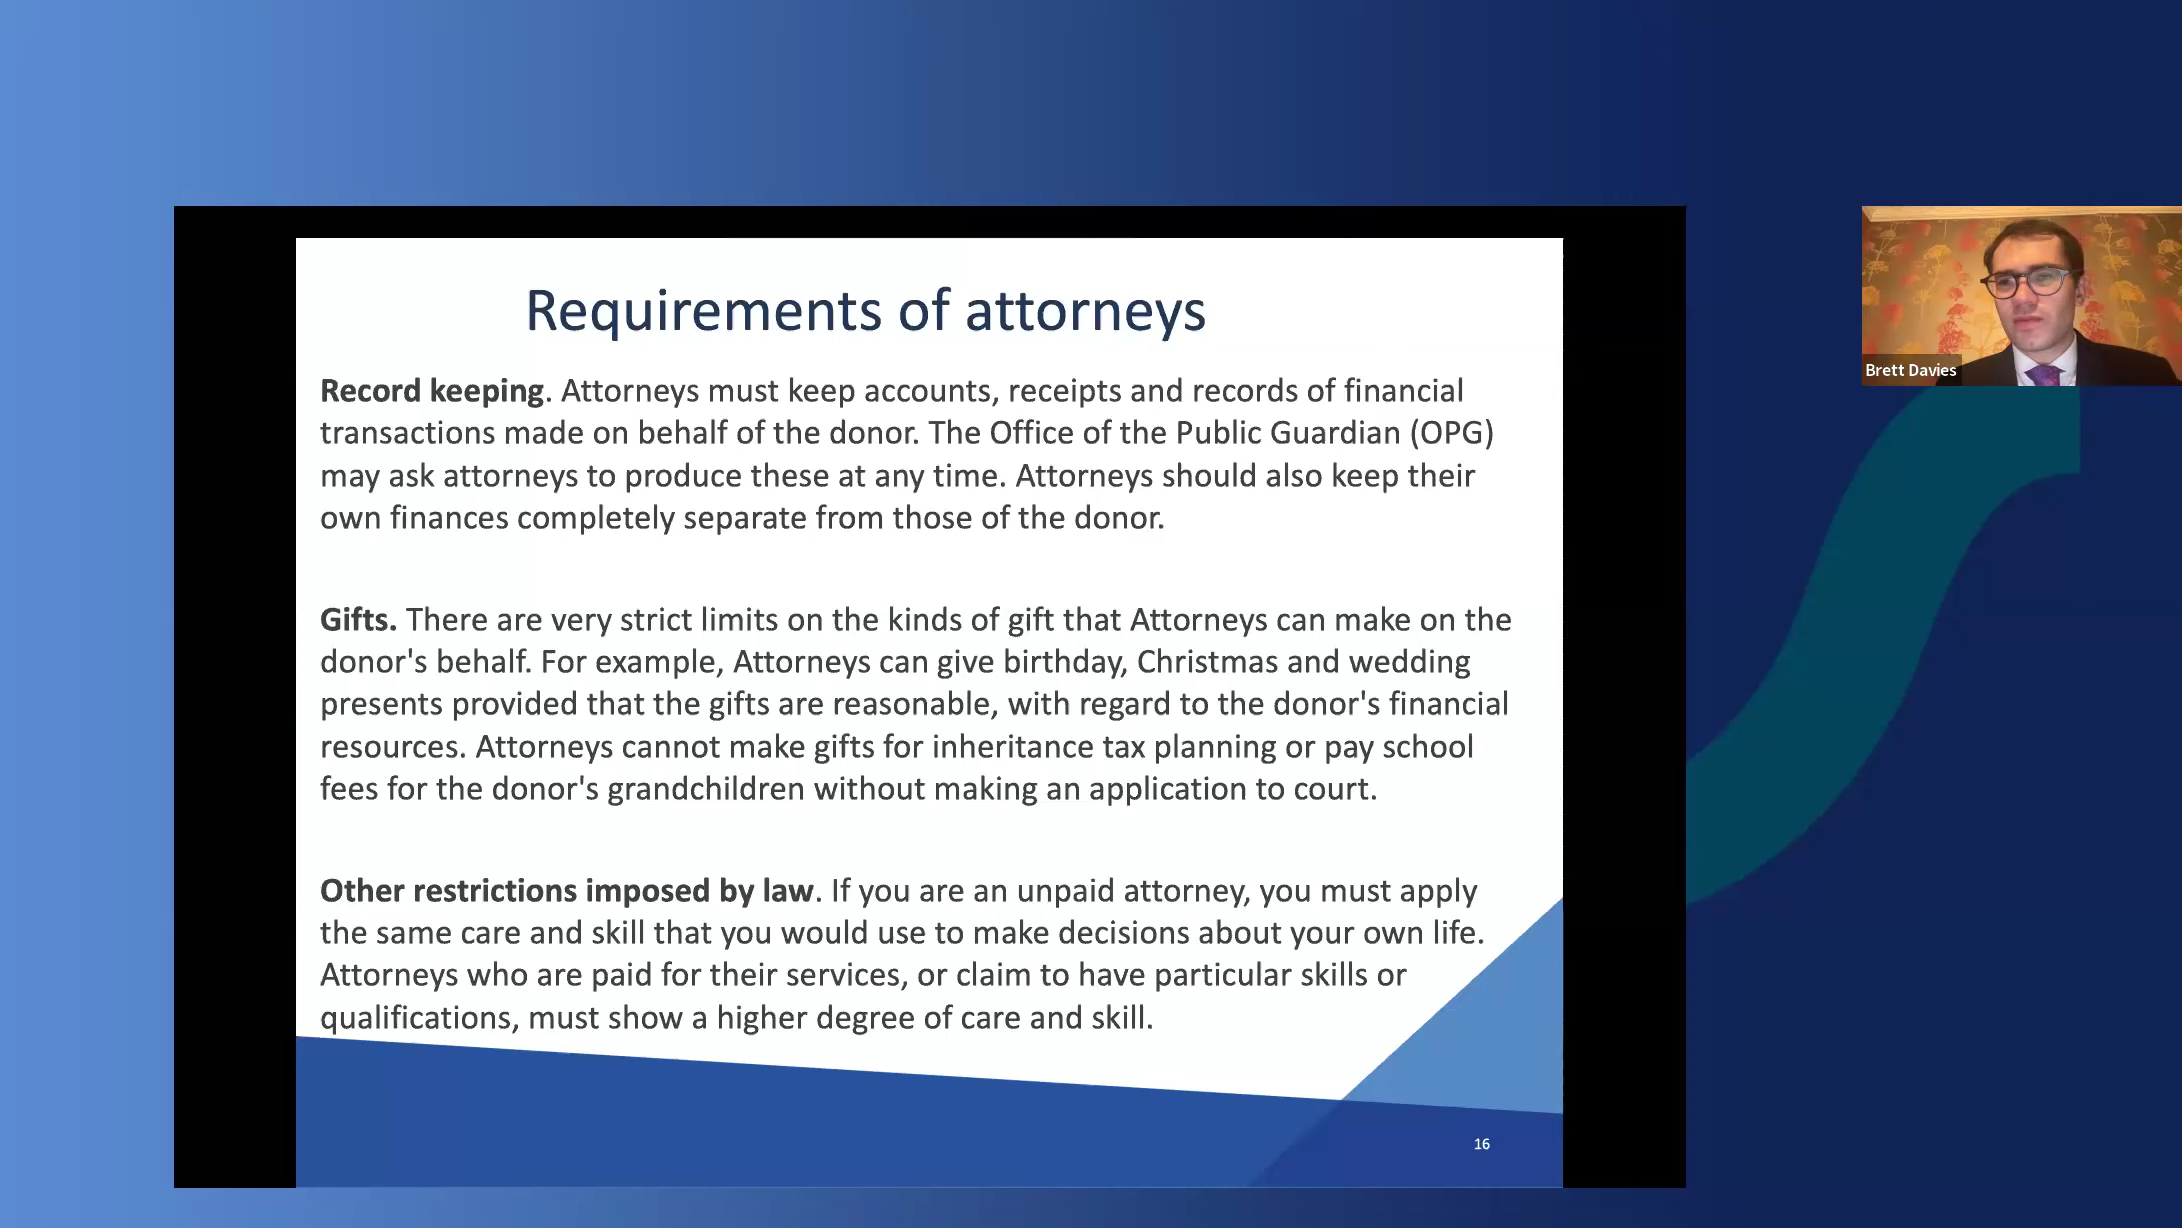 Requirements of attorneys
Record keeping. Attorneys must keep accounts, receipts and records of financial
transactions made on behalf of the donor. The Office of the Public Guardian (OPG)
may ask attorneys to produce these at any time. Attorneys should also keep their
own finances completely separate from those of the donor.
Gifts. There are very strict limits on the kinds of gift that Attorneys can make on the
donor's behalf. For example, Attorneys can give birthday, Christmas and wedding
presents provided that the gifts are reasonable, with regard to the donor's financial
resources. Attorneys cannot make gifts for inheritance tax planning or pay school
fees for the donor's grandchildren without making an application to court.
Other restrictions imposed by law. If you are an unpaid attorney, you must apply
the same care and skill that you would use to make decisions about your own life.
Attorneys who are paid for their services, or claim to have particular skills or
qualifications, must show a higher degree of care and skill.
16
Brett Davies